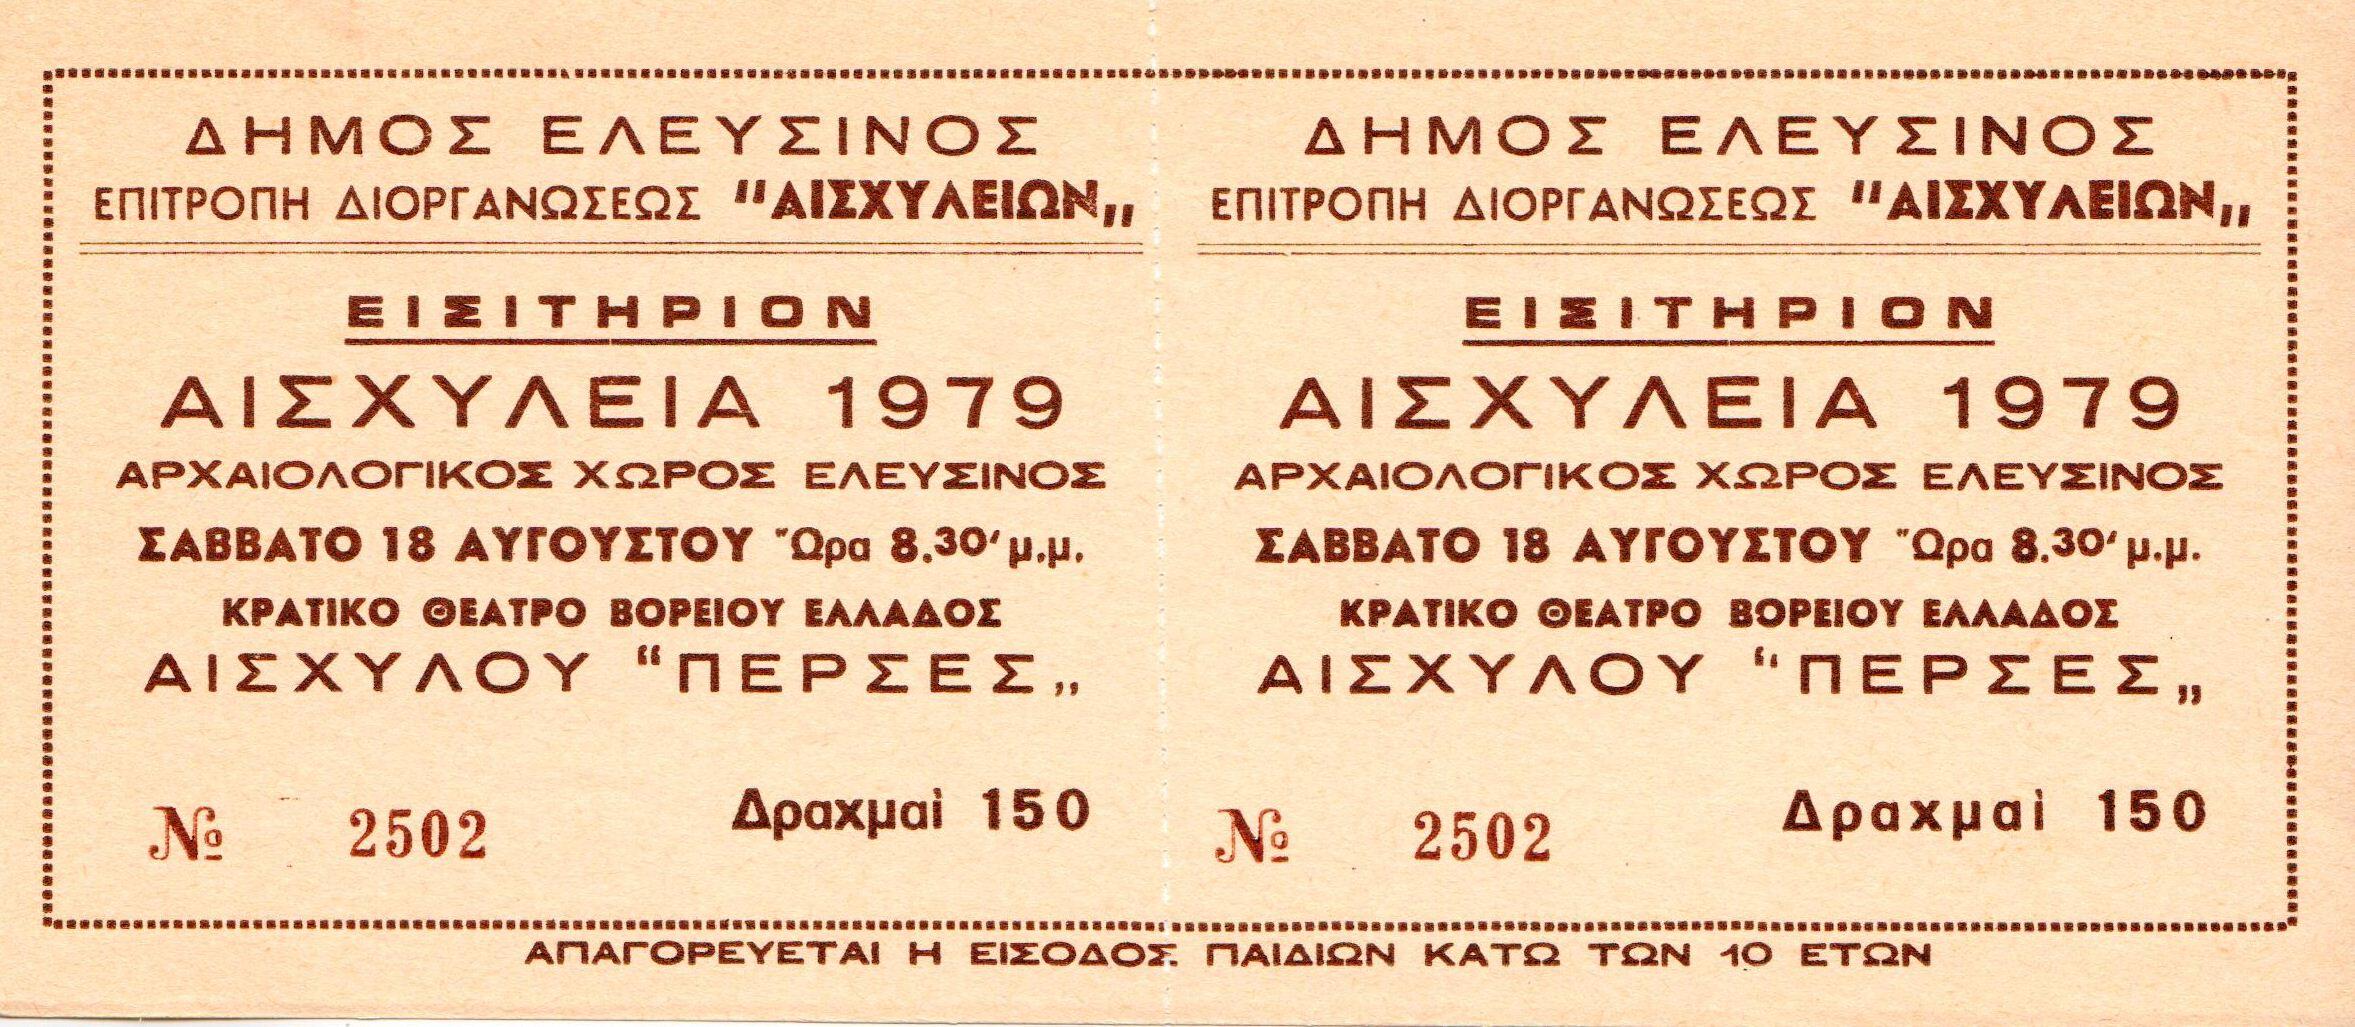 ΔΗΜΟΣ ΕΛΕΥΣΙΝΟΣ
ΕΠΙΤΡΟΠΗ ΔΙΟΡΓΑΝΩΣΕΩΣ "ΑΙΣΧΥΛΕΙΩΝ„
ΕΙΣΙΤΗΡΙΟΝ
ΑΙΣΧΥΛΕΙΑ 1979
ΑΡΧΑΙΟΛΟΓΙΚΟΣ ΧΩΡΟΣ ΕΛΕΥΣΙΝΟΣ
ΣΑΒΒΑΤΟ 18 ΑΥΓΟΥΣΤΟΥ Ὥρα 8.30′ μ.μ.
ΚΡΑΤΙΚΟ ΘΕΑΤΡΟ ΒΟΡΕΙΟΥ ΕΛΛΑΔΟΣ
ΑΙΣΧΥΛΟΥ “ΠΕΡΣΕΣ„
Δραχμαὶ 150
№ 2502
ΔΗΜΟΣ ΕΛΕΥΣΙΝΟΣ
ΕΠΙΤΡΟΠΗ ΔΙΟΡΓΑΝΩΣΕΩΣ "ΑΙΣΧΥΛΕΙΩΝ„
ΕΙΣΙΤΗΡΙΟΝ
ΑΙΣΧΥΛΕΙΑ 1979
ΑΡΧΑΙΟΛΟΓΙΚΟΣ ΧΩΡΟΣ ΕΛΕΥΣΙΝΟΣ
ΣΑΒΒΑΤΟ 18 ΑΥΓΟΥΣΤΟΥ Ὥρα 8.30′ μ.μ.
ΚΡΑΤΙΚΟ ΘΕΑΤΡΟ ΒΟΡΕΙΟΥ ΕΛΛΑΔΟΣ
ΑΙΣΧΥΛΟΥ “ΠΕΡΣΕΣ„
Δραχμαὶ 150
№ 2502
ΑΠΑΓΟΡΕΥΕΤΑΙ Η ΕΙΣΟΔΟΣ ΠΑΙΔΙΩΝ ΚΑΤΩ ΤΩΝ 10 ΕΤΩΝ